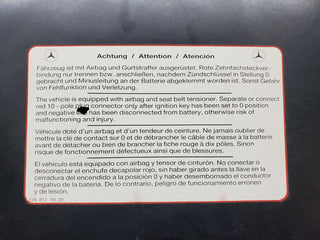 Achtung / Attention / Atención
Fahrzeug ist mit Airbag und Gurtstraffer ausgerüstet. Rote Zehnfachsteckver-
bindung nur trennen bzw. anschließen, nachdem Zündschlüssel in Stellung 0
gebracht und Minusleitung an der Batterie abgeklemmt worden ist. Sonst Gefahr
von Fehlfunktion und Verletzung.
The vehicle is equipped with airbag and seat belt tensioner. Separate or connect
red 10 - pole plug connector only after ignition key has been set to 0 position
and negative has been disconnected from battery, otherwise risk of
malfunctioning and injury.
Véhicule doté d'un airbag et d'un tendeur de ceinture. Ne jamais oublier de
mettre la clé de contact sur 0 et de débrancher le câble de masse à la batterie
avant de détacher ou bien de brancher la fiche rouge à dix pôles. Sinon
risque de fonctionnement défectueux ainsi que de blessures.
El vehículo está equipado con airbag y tensor de cinturón. No conectar o
desconectar el enchufe decapolar rojo, sin haber girado antes la llave en la
cerradura del encendido a la posición 0 y haber desembornado el conductor
negativo de la batería. De lo contrario, peligro de funcionamiento erróneo
y de lesión.
817 10 20